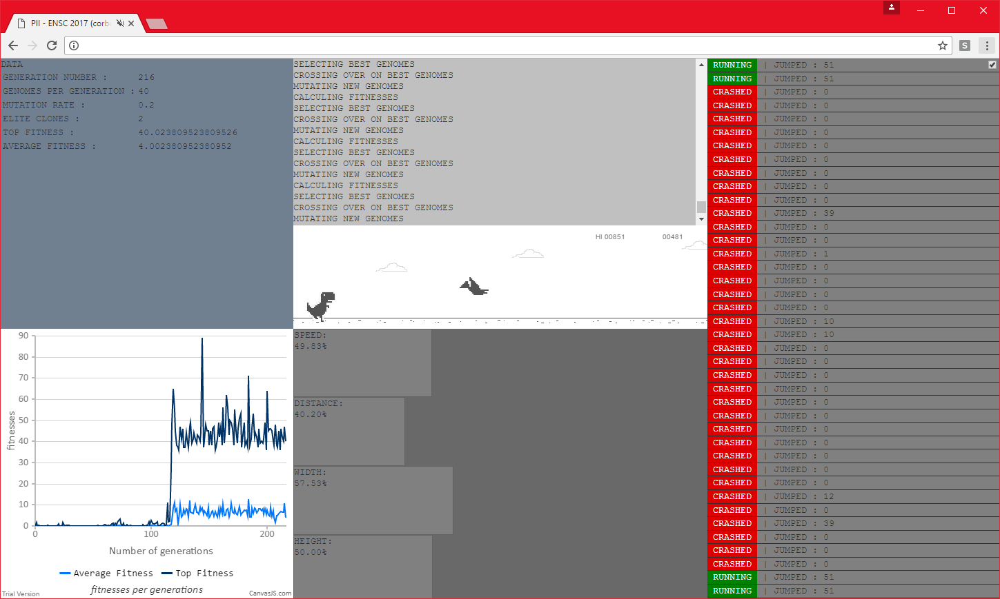 PII - ENSC 2017 (corb
S
DATA
GENERATION NUMBER : 216
GENOMES PER GENERATION : 40
MUTATION RATE : 0.2
ELITE CLONES : 2
TOP FITNESS : 40.023809523809526
AVERAGE FITNESS : 4.002380952380952
SELECTING BEST GENOMES
CROSSING OVER ON BEST GENOMES
MUTATING NEW GENOMES
CALCULING FITNESSES
SELECTING BEST GENOMES
CROSSING OVER ON BEST GENOMES
MUTATING NEW GENOMES
CALCULING FITNESSES
SELECTING BEST GENOMES
CROSSING OVER ON BEST GENOMES
MUTATING NEW GENOMES
CALCULING FITNESSES
SELECTING BEST GENOMES
CROSSING OVER ON BEST GENOMES
MUTATING NEW GENOMES
HI 00851 00481
SPEED:
49.83%
DISTANCE:
40.20%
WIDTH:
57.53%
HEIGHT:
50.00%
90
80
70
60
50
40
30
20
10
0
fitnesses
0 100 200
Number of generations
Average Fitness Top Fitness
fitnesses per generations
Trial Version CanvasJS.com
RUNNING | JUMPED : 51
RUNNING | JUMPED : 51
CRASHED | JUMPED : 0
CRASHED | JUMPED : 0
CRASHED | JUMPED : 0
CRASHED | JUMPED : 0
CRASHED | JUMPED : 0
CRASHED | JUMPED : 0
CRASHED | JUMPED : 0
CRASHED | JUMPED : 0
CRASHED | JUMPED : 0
CRASHED | JUMPED : 39
CRASHED | JUMPED : 0
CRASHED | JUMPED : 0
CRASHED | JUMPED : 1
CRASHED | JUMPED : 0
CRASHED | JUMPED : 0
CRASHED | JUMPED : 0
CRASHED | JUMPED : 0
CRASHED | JUMPED : 10
CRASHED | JUMPED : 10
CRASHED | JUMPED : 0
CRASHED | JUMPED : 0
CRASHED | JUMPED : 0
CRASHED | JUMPED : 0
CRASHED | JUMPED : 0
CRASHED | JUMPED : 0
CRASHED | JUMPED : 0
CRASHED | JUMPED : 0
CRASHED | JUMPED : 0
CRASHED | JUMPED : 0
CRASHED | JUMPED : 0
CRASHED | JUMPED : 12
CRASHED | JUMPED : 0
CRASHED | JUMPED : 39
CRASHED | JUMPED : 0
CRASHED | JUMPED : 0
CRASHED | JUMPED : 0
RUNNING | JUMPED : 51
RUNNING | JUMPED : 51